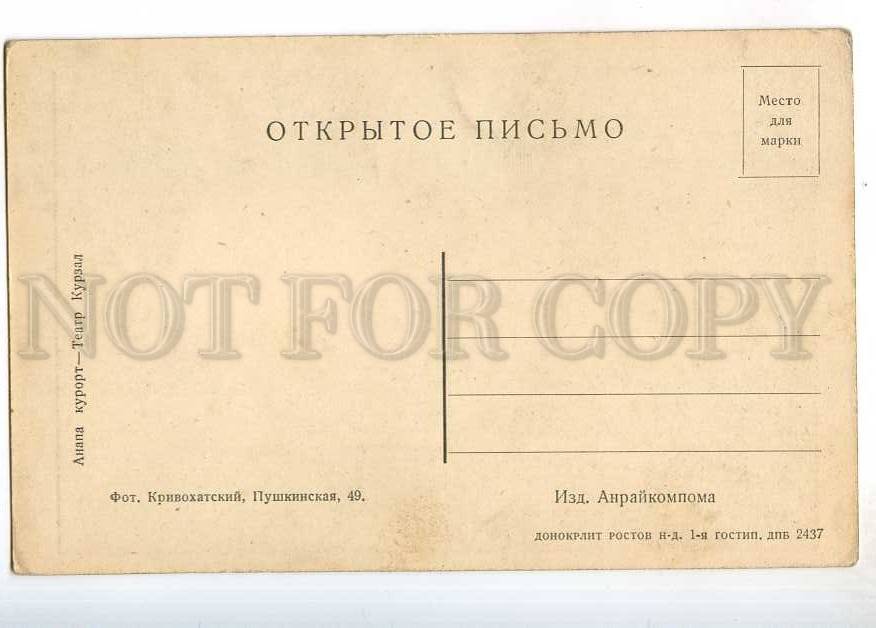 ОТКРЫТОЕ ПИСЬМО
Место
для
марки
Анапа курорт—Театр Курзал
NOT FOR COPY
Фот. Кривохатский, Пушкинская, 49.
Изд. Анрайкомпома
ДОНОКРЛИТ РОСТОВ Н-Д. 1-я ГОСТИП. ДПБ 2437